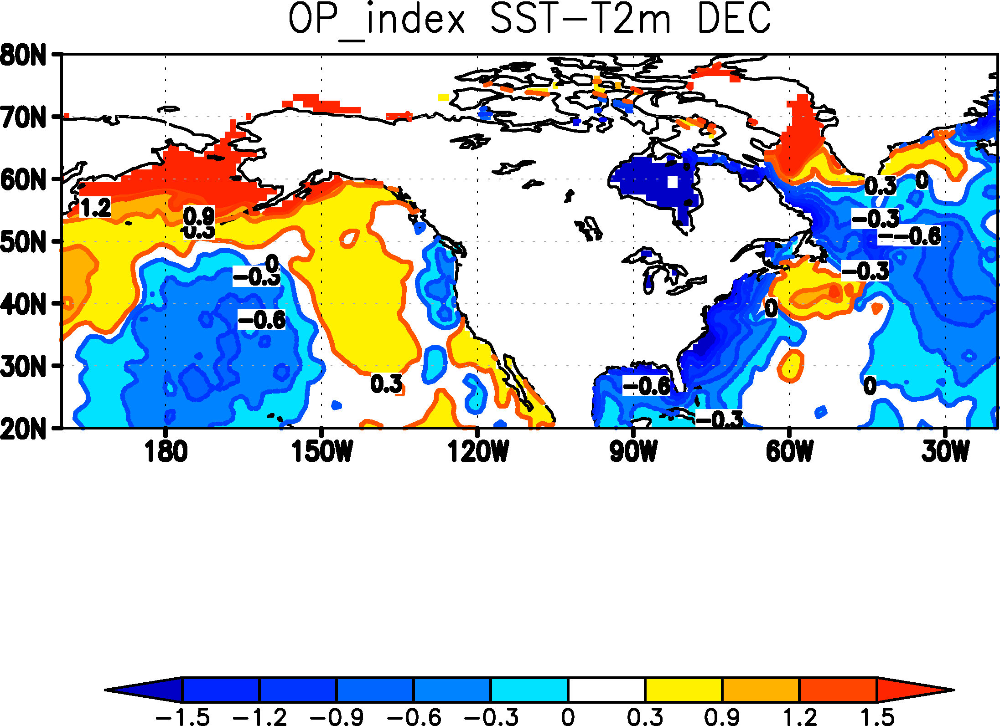 OP_index SST−T2m DEC
80N
70N
60N
50N
40N
30N
20N
1.2
0.9
0.3
0
−0.3
−0.6
0.3
0.3
0
−0.3
−−0.6
−0.3
0
−0.6
0
−0.3
180 150W 120W 90W 60W 30W
−1.5 −1.2 −0.9 −0.6 −0.3 0 0.3 0.9 1.2 1.5